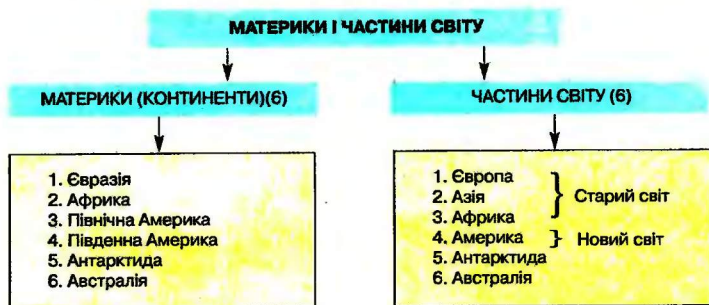 МАТЕРИКИ І ЧАСТИНИ СВІТУ
МАТЕРИКИ (КОНТИНЕНТИ)(6)
1. Євразія
2. Африка
3. Північна Америка
4. Південна Америка
5. Антарктида
6. Австралія
ЧАСТИНИ СВІТУ (6)
1. Європа
2. Азія
3. Африка
Старий світ
4. Америка } Новий світ
5. Антарктида
6. Австралія